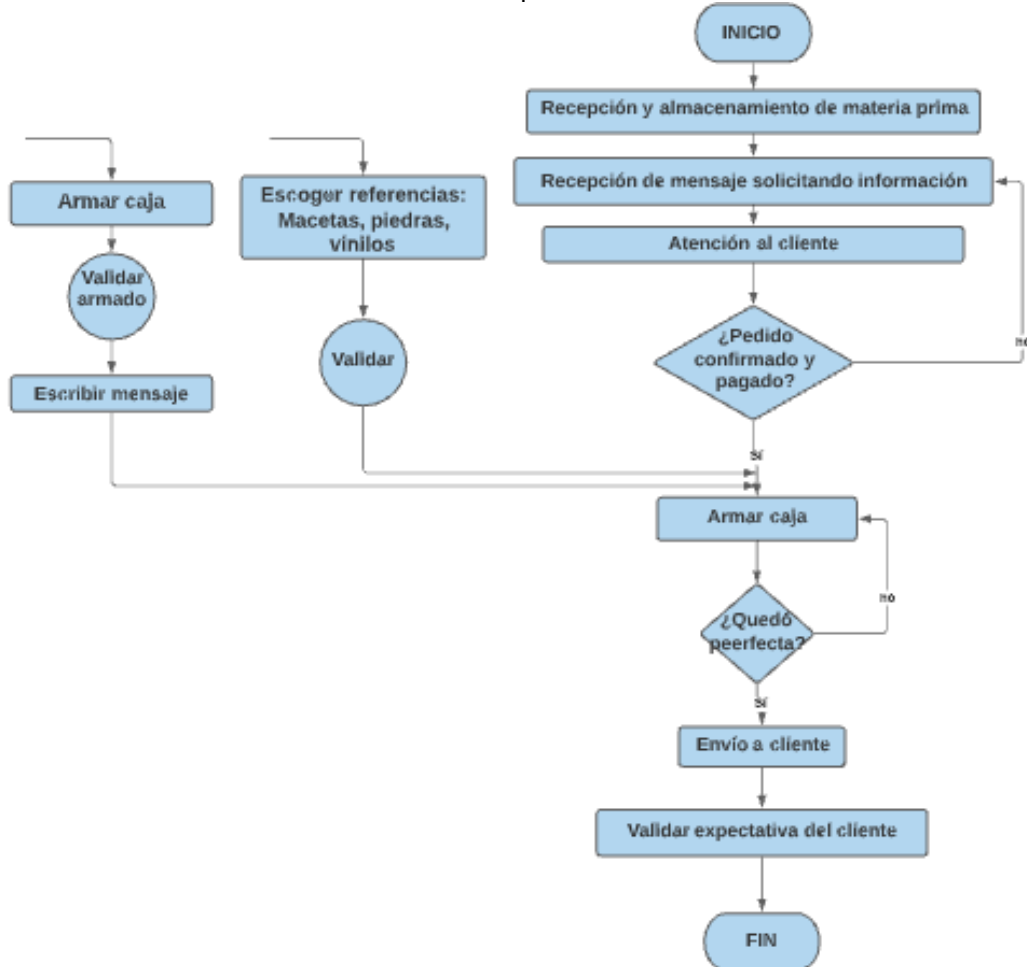 INICIO
Recepción y almacenamiento de materia prima
Recepción de mensaje solicitando información
Atención al cliente
¿Pedido
confirmado y
pagado?
no
Sí
Armar caja
Validar
armado
Escribir mensaje
Escoger referencias:
Macetas, piedras,
vinilos
Validar
Armar caja
¿Quedó
peerfecta?
no
Sí
Envío a cliente
Validar expectativa del cliente
FIN